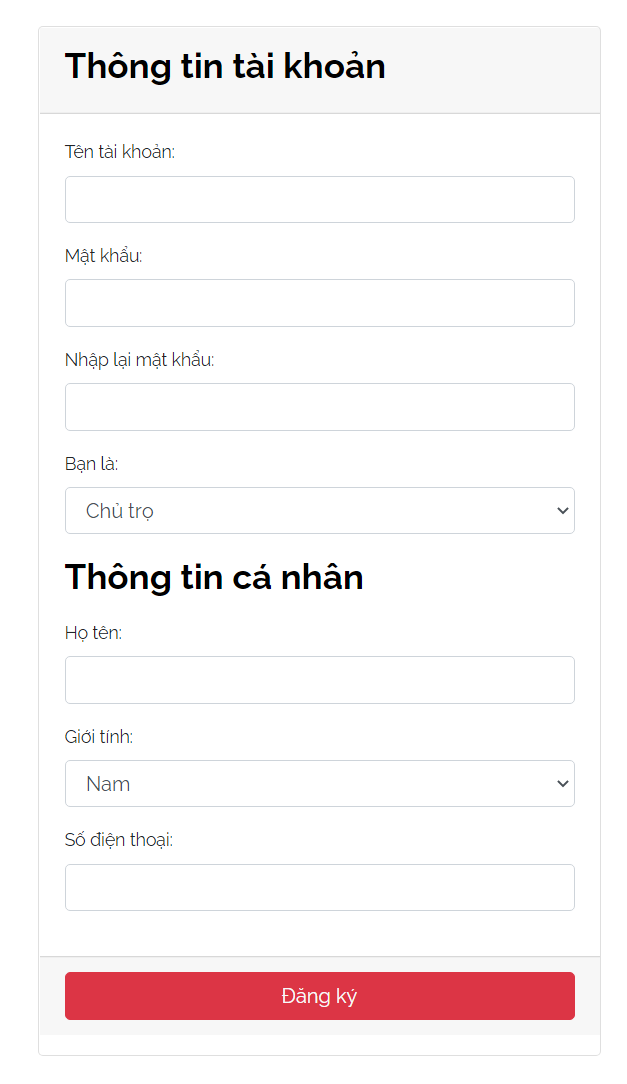 Thông tin tài khoản
Tên tài khoản:
Mật khẩu:
Nhập lại mật khẩu:
Bạn là:
Chủ trọ
Thông tin cá nhân
Họ tên:
Giới tính:
Nam
Số điện thoại:
Đăng ký